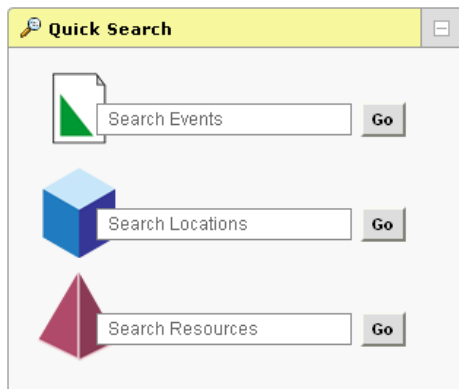 Quick Search
Search Events
Go
Search Locations
Go
Search Resources
Go